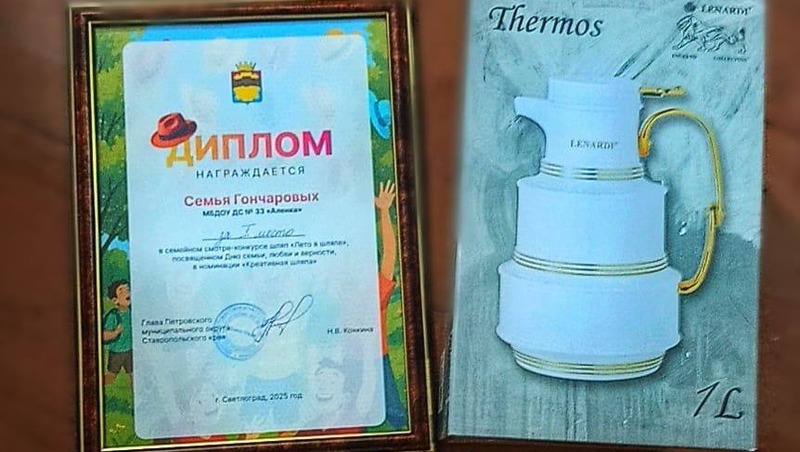 ДИПЛОМ
НАГРАЖДАЕТСЯ
Семья Гончаровых
МБДОУ ДС № 33 «Аленка»
за I место
в семейном смотре-конкурсе шляп «Лето в шляпе»,
посвященном Дню семьи, любви и верности,
в номинации «Креативная шляпа»
Глава Петровского
муниципального округа
Ставропольского края
Н.В. Конкина
г. Светлоград, 2025 год
Thermos
LENARDI
COLLECTION
LENARDI
1L